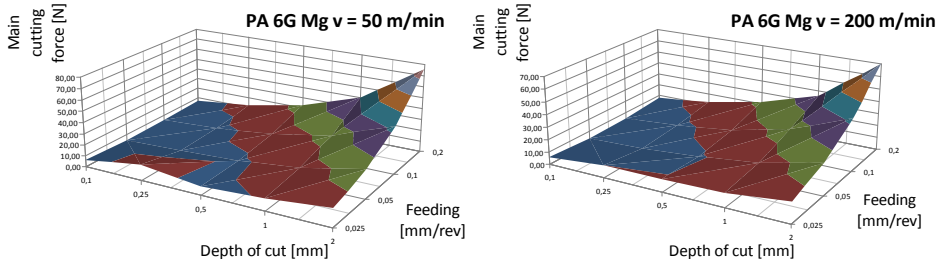 PA 6G Mg v = 50 m/min
Main
cutting
force [N]
80,00
70,00
60,00
50,00
40,00
30,00
20,00
10,00
0,00
0,1
0,25
0,5
1
2
0,025
0,05
0,1
0,2
Depth of cut [mm]
Feeding
[mm/rev]
PA 6G Mg v = 200 m/min
Main
cutting
force [N]
70,00
60,00
50,00
40,00
30,00
20,00
10,00
0,00
0,1
0,25
0,5
1
2
0,025
0,05
0,1
0,2
Depth of cut [mm]
Feeding
[mm/rev]